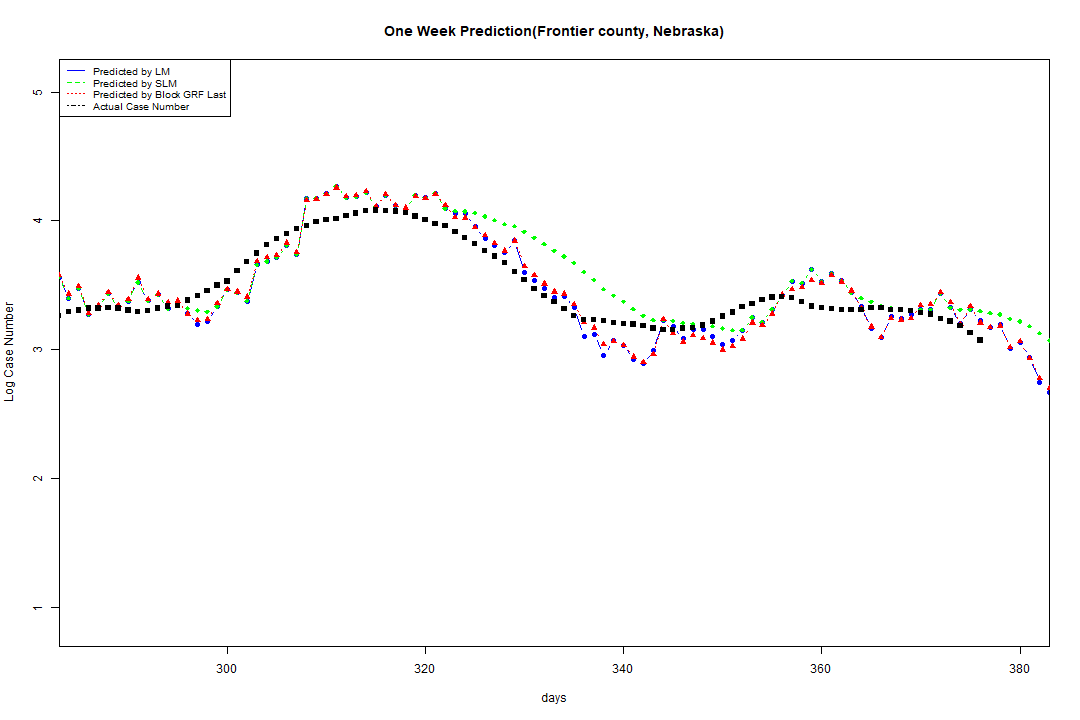 One Week Prediction(Frontier county, Nebraska)
Predicted by LM
Predicted by SLM
Predicted by Block GRF Last
Actual Case Number
5
4
3
2
1
Log Case Number
300 320 340 360 380
days